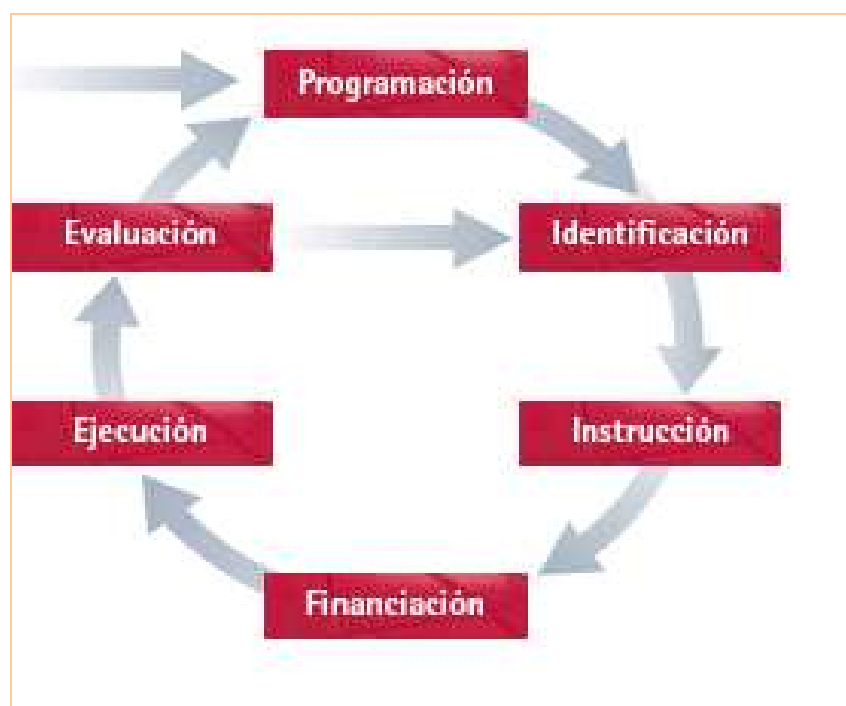 Programación
Evaluación
Identificación
Ejecución
Instrucción
Financiación